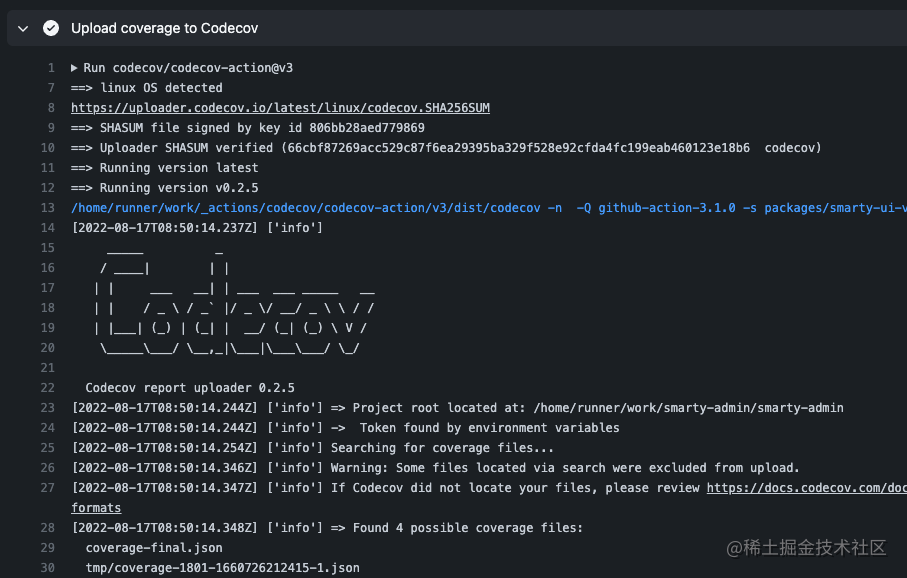 Upload coverage to Codecov
1 ▶ Run codecov/codecov-action@v3
7 ==> linux OS detected
8 https://uploader.codecov.io/latest/linux/codecov.SHA256SUM
9 ==> SHASUM file signed by key id 806bb28aed779869
10 ==> Uploader SHASUM verified (66cbf87269acc529c87f6ea29395ba329f528e92cfda4fc199eab460123e18b6  codecov)
11 ==> Running version latest
12 ==> Running version v0.2.5
13 /home/runner/work/_actions/codecov/codecov-action/v3/dist/codecov -n  -Q github-action-3.1.0 -s packages/smarty-ui-v
14 [2022-08-17T08:50:14.237Z] ['info']
15      _____          _
16     / ____|        | |
17    | |     ___   __| | ___  ___ _____   __
18    | |    / _ \ / _` |/ _ \/ __/ _ \ \ / /
19    | |___| (_) | (_| |  __/ (_| (_) \ V /
20     \_____\___/ \__,_|\___|\___\___/ \_/
21
22   Codecov report uploader 0.2.5
23 [2022-08-17T08:50:14.244Z] ['info'] => Project root located at: /home/runner/work/smarty-admin/smarty-admin
24 [2022-08-17T08:50:14.244Z] ['info'] ->  Token found by environment variables
25 [2022-08-17T08:50:14.254Z] ['info'] Searching for coverage files...
26 [2022-08-17T08:50:14.346Z] ['info'] Warning: Some files located via search were excluded from upload.
27 [2022-08-17T08:50:14.347Z] ['info'] If Codecov did not locate your files, please review https://docs.codecov.com/doc
formats
28 [2022-08-17T08:50:14.348Z] ['info'] => Found 4 possible coverage files:
29   coverage-final.json
30   tmp/coverage-1801-1660726212415-1.json
@稀土掘金技术社区